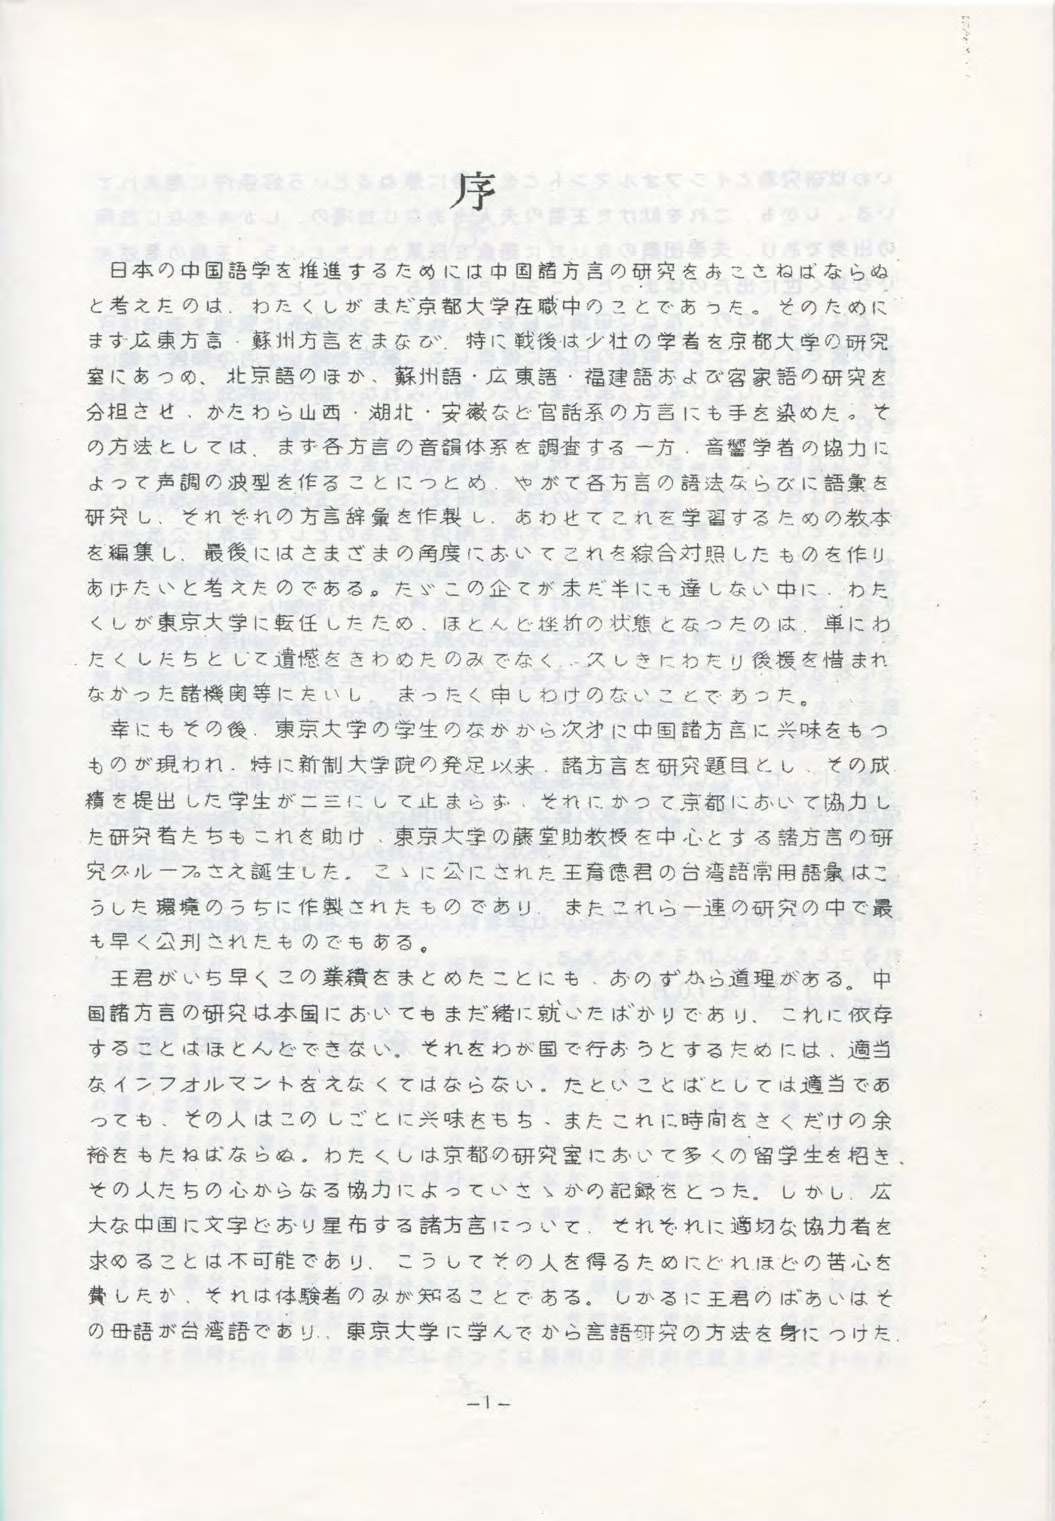 序
日本の中国語学を推進するためには中国諸方言の研究をおこさねばならぬ
と考えたのは、わたくしがまだ京都大学在職中のことであった。そのために
まず広東方言・蘇州方言をまなび、特に戦後は少壮の学者を京都大学の研究
室にあつめ、北京語のほか、蘇州語・広東語・福建語および客家語の研究を
分担させ、かたわら山西・湖北・安徽など官話系の方言にも手を染めた。そ
の方法としては、まず各方言の音韻体系を調査する一方、音響学者の協力に
よって声調の波型を作ることにつとめ、やがて各方言の語法ならびに語彙を
研究し、それぞれの方言辞彙を作製し、あわせてこれを学習するための教本
を編集し、最後にはさまざまの角度においてこれを綜合対照したものを作り
あげたいと考えたのである。たゞこの企てが未だ半にも達しない中に、わた
くしが東京大学に転任したため、ほとんど挫折の状態となったのは、単にわ
たくしたちとして遺憾をきわめたのみでなく、久しきにわたり後援を惜まれ
なかった諸機関等にたいし、まったく申しわけのないことであった。
幸にもその後、東京大学の学生のなかから次才に中国諸方言に興味をもつ
ものが現われ、特に新制大学院の発足以来、諸方言を研究題目とし、その成
績を提出した学生が二三にして止まらず、それにかつて京都において協力し
た研究者たちもこれを助け、東京大学の藤堂助教授を中心とする諸方言の研
究グループさえ誕生した。こゝに公にされた王育徳君の台湾語常用語彙はこ
うした環境のうちに作製されたものであり、またこれら一連の研究の中で最
も早く公刊されたものでもある。
王君がいち早くこの業績をまとめたことにも、おのずから道理がある。中
国諸方言の研究は本国においてもまだ緒に就いたばかりであり、これに依存
することはほとんどできない。それをわが国で行おうとするためには、適当
なインフォルマントをえなくてはならない。たといことばとしては適当であ
っても、その人はこのしごとに興味をもち、またこれに時間をさくだけの余
裕をもたねばならぬ。わたくしは京都の研究室において多くの留学生を招き、
その人たちの心からなる協力によっていさゝかの記録をとった。しかし、広
大な中国に文字どおり星布する諸方言について、それぞれに適切な協力者を
求めることは不可能であり、こうしてその人を得るためにどれほどの苦心を
費したか、それは体験者のみが知ることである。しかるに王君のばあいはそ
の母語が台湾語であり、東京大学に学んでから言語研究の方法を身につけた、
－1－